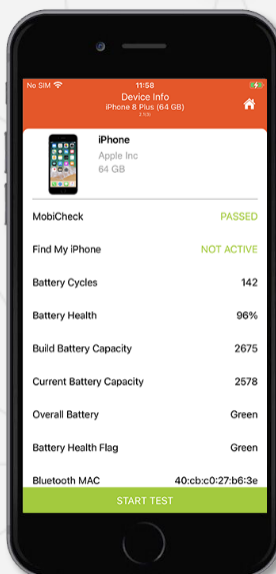 No SIM 11:58
Device Info
iPhone 8 Plus (64 GB)
iPhone
Apple Inc
64 GB
MobiCheck PASSED
Find My iPhone NOT ACTIVE
Battery Cycles 142
Battery Health 96%
Build Battery Capacity 2675
Current Battery Capacity 2578
Overall Battery Green
Battery Health Flag Green
Bluetooth MAC 40:cb:c0:27:b6:3e
START TEST